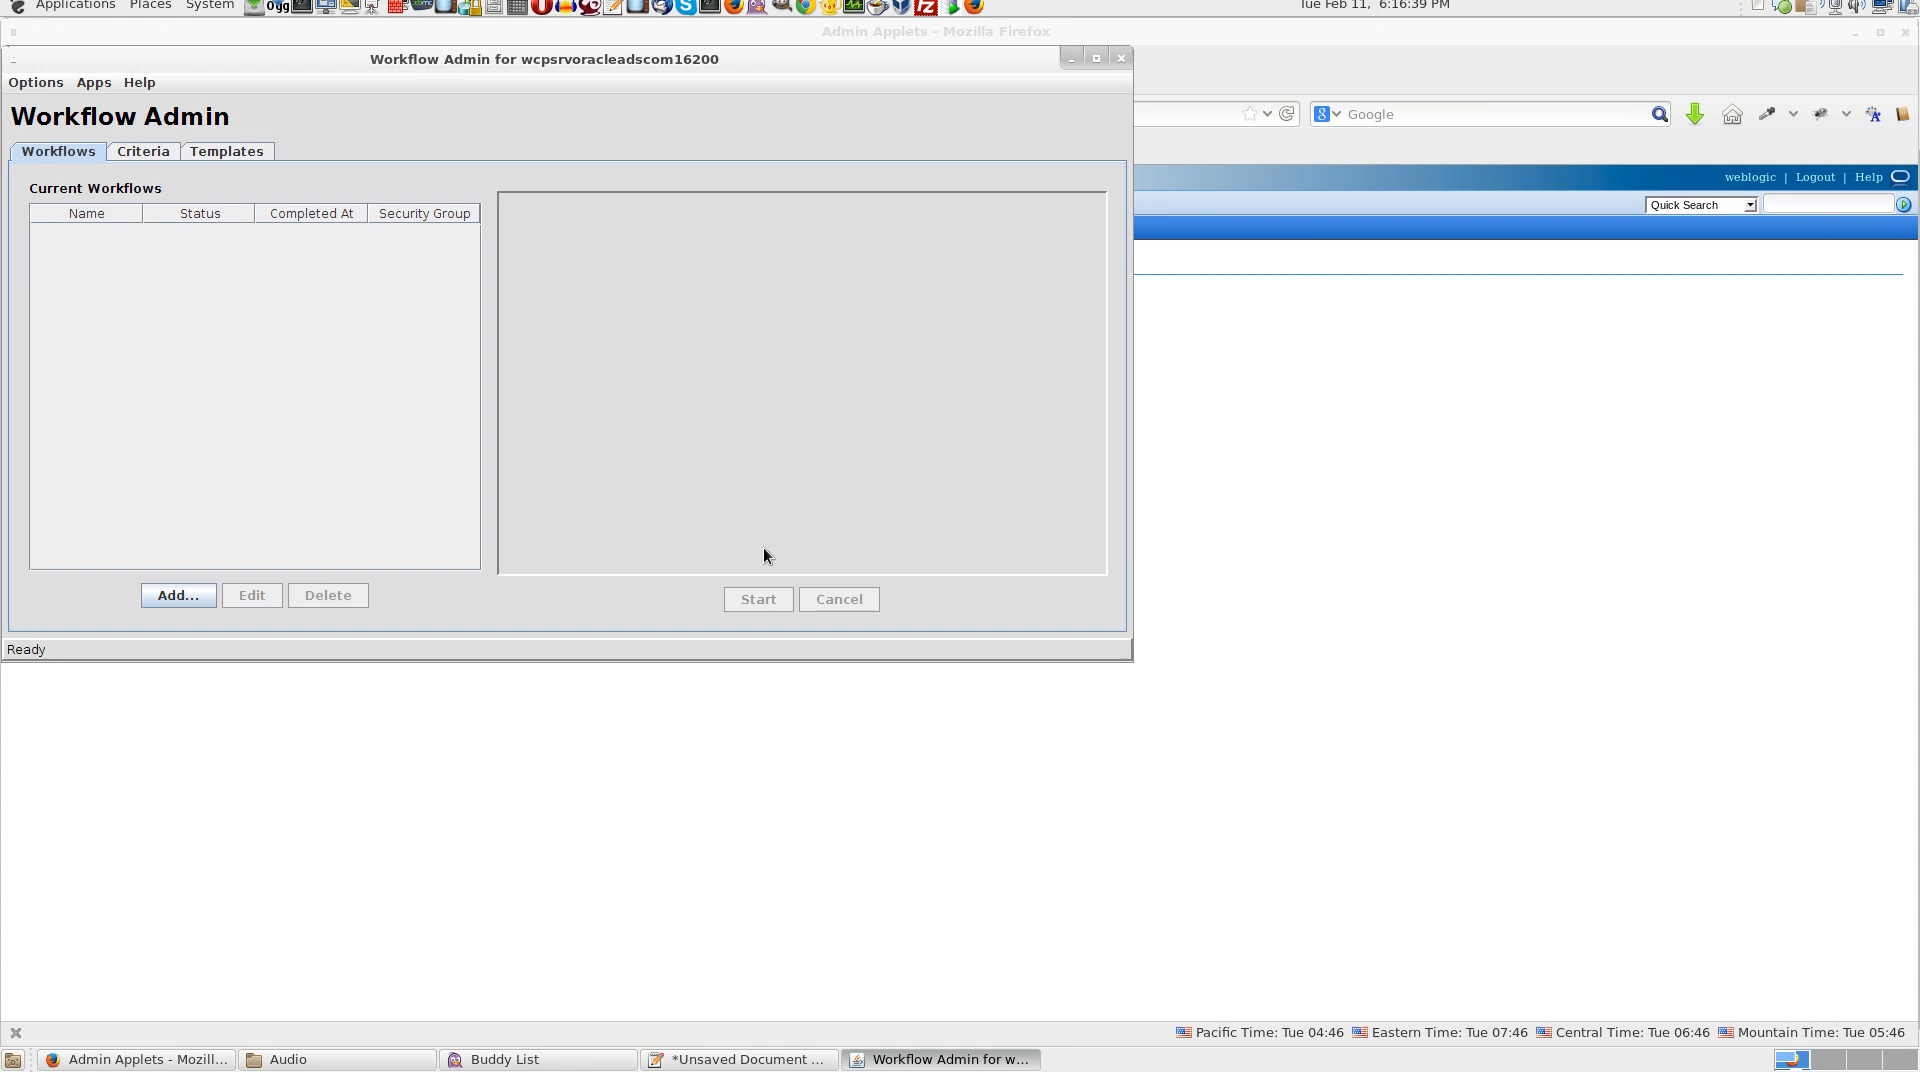 Applications Places System Tue Feb 11, 6:16:39 PM
Admin Applets - Mozilla Firefox
Workflow Admin for wcpsrvoracleadscom16200
Options Apps Help
Workflow Admin
Google
Workflows Criteria Templates
weblogic | Logout | Help
Current Workflows
Quick Search
Name Status Completed At Security Group
Add... Edit Delete
Start Cancel
Ready
Pacific Time: Tue 04:46 Eastern Time: Tue 07:46 Central Time: Tue 06:46 Mountain Time: Tue 05:46
Admin Applets - Mozill... Audio Buddy List *Unsaved Document ... Workflow Admin for w...